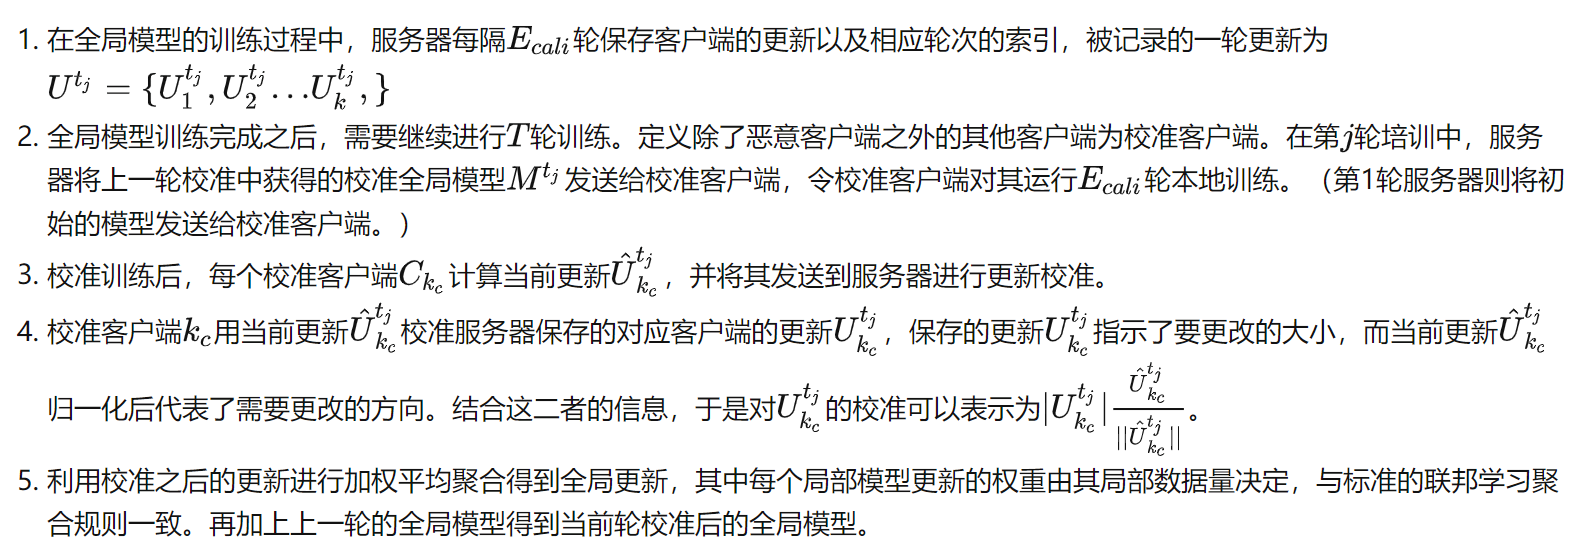 1. 在全局模型的训练过程中，服务器每隔$E_{cali}$轮保存客户端的更新以及相应轮次的索引，被记录的一轮更新为
$U^{t_j} = \{U_1^{t_j}, U_2^{t_j} \ldots U_k^{t_j}, \}$
2. 全局模型训练完成之后，需要继续进行$T$轮训练。定义除了恶意客户端之外的其他客户端为校准客户端。在第$j$轮培训中，服务
器将上一轮校准中获得的校准全局模型$M^{t_j}$发送给校准客户端，令校准客户端对其运行$E_{cali}$轮本地训练。（第1轮服务器则将初
始的模型发送给校准客户端。）
3. 校准训练后，每个校准客户端$C_{k_c}$计算当前更新$\hat{U}_{k_c}^{t_j}$，并将其发送到服务器进行更新校准。
4. 校准客户端$k_c$用当前更新$\hat{U}_{k_c}^{t_j}$校准服务器保存的对应客户端的更新$U_{k_c}^{t_j}$，保存的更新$U_{k_c}^{t_j}$指示了要更改的大小，而当前更新$\hat{U}_{k_c}^{t_j}$
归一化后代表了需要更改的方向。结合这二者的信息，于是对$U_{k_c}^{t_j}$的校准可以表示为$|U_{k_c}^{t_j}|\frac{\hat{U}_{k_c}^{t_j}}{||\hat{U}_{k_c}^{t_j}||}$。
5. 利用校准之后的更新进行加权平均聚合得到全局更新，其中每个局部模型更新的权重由其局部数据量决定，与标准的联邦学习聚
合规则一致。再加上上一轮的全局模型得到当前轮校准后的全局模型。